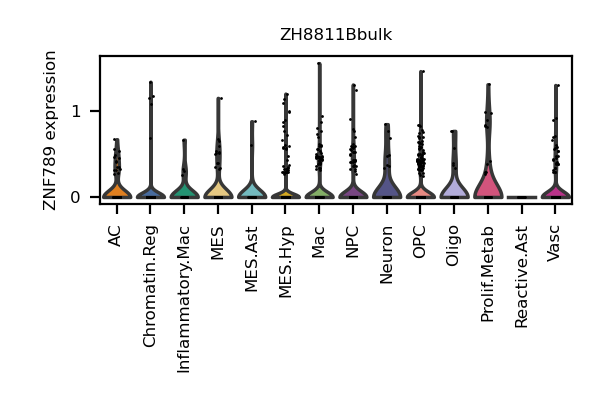 ZH8811Bbulk
ZNF789 expression
1
0
AC
Chromatin.Reg
Inflammatory.Mac
MES
MES.Ast
MES.Hyp
Mac
NPC
Neuron
OPC
Oligo
Prolif.Metab
Reactive.Ast
Vasc